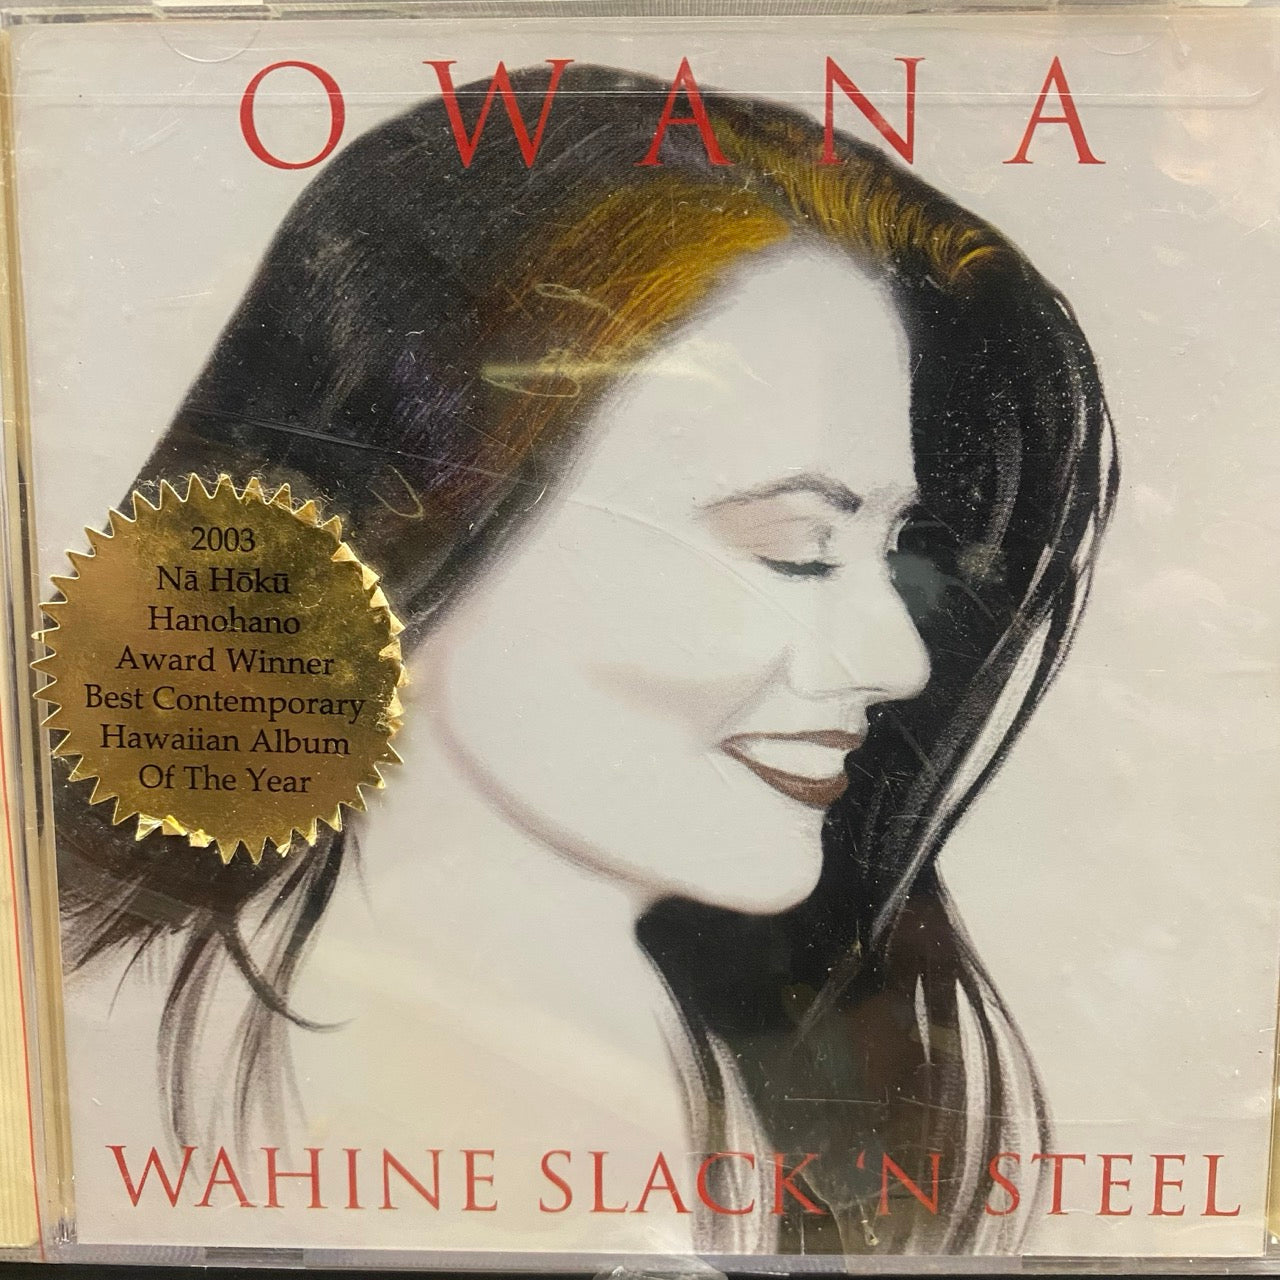 OWANA
2003
Nā Hōkū
Hanohano
Award Winner
Best Contemporary
Hawaiian Album
Of The Year
WAHINE SLACK ‘N STEEL